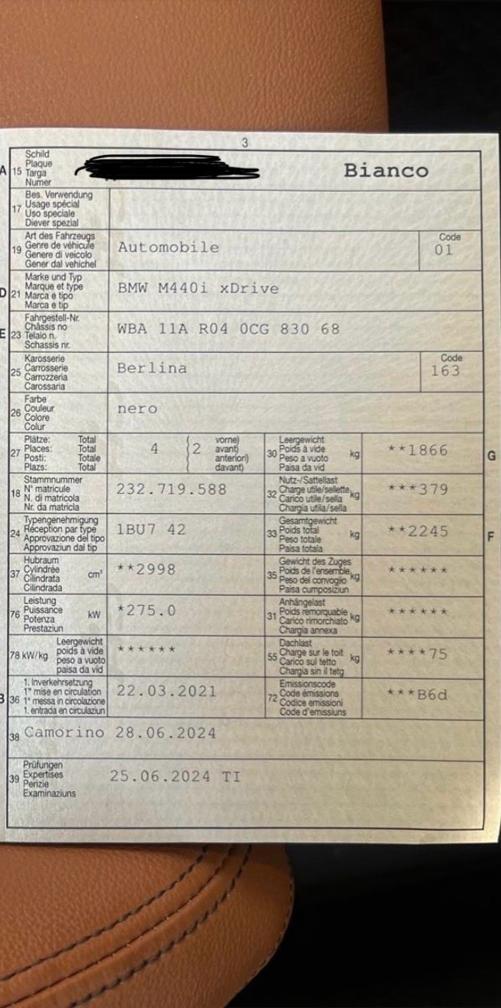 3
A 15 Schild
Plaque
Targa
Numer
Bianco
17 Bes. Verwendung
Usage spécial
Uso speciale
Diever spezial
19 Art des Fahrzeugs
Genre de véhicule
Genere di veicolo
Gener dal vehichel
Automobile
Code
01
D 21 Marke und Typ
Marque et type
Marca e tipo
Marca e tip
BMW M440i xDrive
E 23 Fahrgestell-Nr.
Châssis no
Telaio n.
Schassis nr.
WBA 11A R04 0CG 830 68
25 Karosserie
Carrosserie
Carrozzeria
Carossaria
Berlina
Code
163
26 Farbe
Couleur
Colore
Colur
nero
27 Plätze: Total
Places: Total
Posti: Totale
Plazs: Total
4
2 vorne)
avant)
anteriori)
davant)
30 Leergewicht
Poids à vide
Peso a vuoto
Paisa da vid
kg
**1866
G
18 Stammnummer
N° matricule
N. di matricola
Nr. da matricla
232.719.588
32 Nutz-/Sattellast
Charge utile/sellette
Carico utile/sella
Chargia utila/sella
kg
***379
24 Typengenehmigung
Réception par type
Approvazione del tipo
Approvaziun dal tip
1BU7 42
33 Gesamtgewicht
Poids total
Peso totale
Paisa totala
kg
**2245
F
37 Hubraum
Cylindrée
Cilindrata
Cilindrada
cm³
**2998
35 Gewicht des Zuges
Poids de l'ensemble
Peso del convoglio
Paisa cumposiziun
kg
******
76 Leistung
Puissance
Potenza
Prestaziun
kW
*275.0
31 Anhängelast
Poids remorquable
Carico rimorchiato
Chargia annexa
kg
******
78 kW/kg Leergewicht
poids à vide
peso a vuoto
paisa da vid
******
55 Dachlast
Charge sur le toit
Carico sul tetto
Chargia sin il tetg
kg
****75
B 36 1. Inverkehrsetzung
1re mise en circulation
1a messa in circolazione
1. entrada en circulaziun
22.03.2021
72 Emissionscode
Code émissions
Codice emissioni
Code d'emissiuns
***B6d
38 Camorino 28.06.2024
39 Prüfungen
Expertises
Perizie
Examinaziuns
25.06.2024 TI